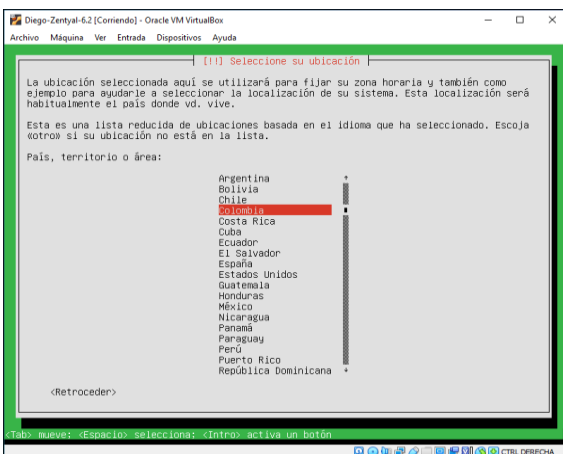 Diego-Zentyal-6.2 [Corriendo] - Oracle VM VirtualBox
Archivo Máquina Ver Entrada Dispositivos Ayuda
[!!] Seleccione su ubicación
La ubicación seleccionada aquí se utilizará para fijar su zona horaria y también como
ejemplo para ayudarle a seleccionar la localización de su sistema. Esta localización será
habitualmente el país donde vd. vive.
Esta es una lista reducida de ubicaciones basada en el idioma que ha seleccionado. Escoja
«otro» si su ubicación no está en la lista.
País, territorio o área:
Argentina
Bolivia
Chile
Colombia
Costa Rica
Cuba
Ecuador
El Salvador
España
Estados Unidos
Guatemala
Honduras
México
Nicaragua
Panamá
Paraguay
Perú
Puerto Rico
República Dominicana
<Retroceder>
<Tab> mueve; <Espacio> selecciona; <Intro> activa un botón
CTRL DERECHA